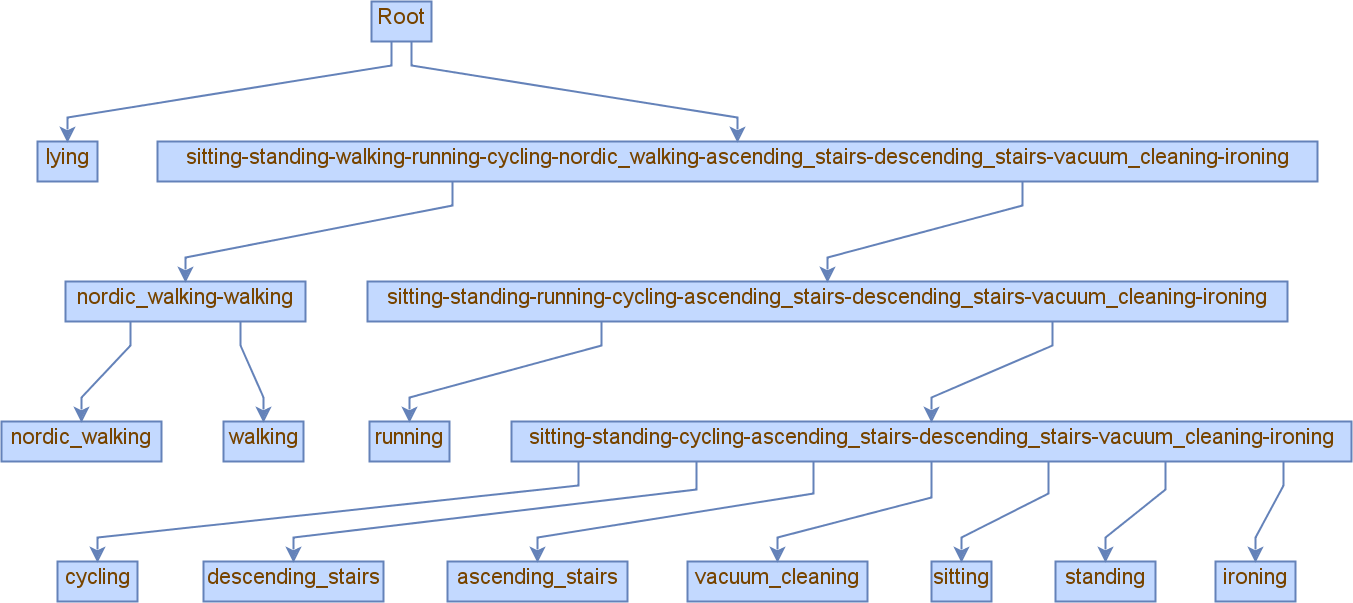 Root
lying
sitting-standing-walking-running-cycling-nordic_walking-ascending_stairs-descending_stairs-vacuum_cleaning-ironing
nordic_walking-walking
sitting-standing-running-cycling-ascending_stairs-descending_stairs-vacuum_cleaning-ironing
nordic_walking
walking
running
sitting-standing-cycling-ascending_stairs-descending_stairs-vacuum_cleaning-ironing
cycling
descending_stairs
ascending_stairs
vacuum_cleaning
sitting
standing
ironing